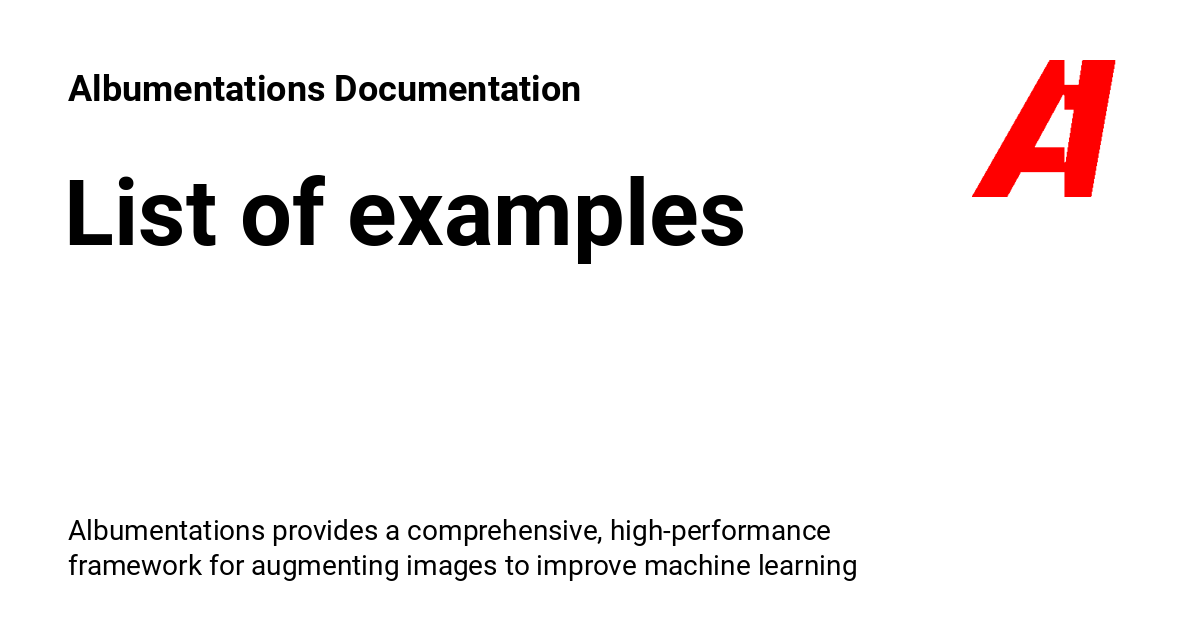 Albumentations Documentation
List of examples
Albumentations provides a comprehensive, high-performance
framework for augmenting images to improve machine learning